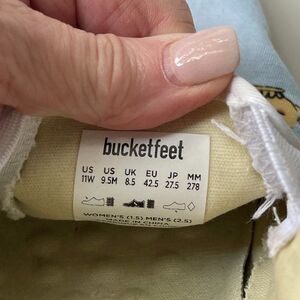 bucketfeet
US US UK EU JP MM
11W 9.5M 8.5 42.5 27.5 278
WOMEN'S (1.5) MEN'S (2.5)
MADE IN CHINA